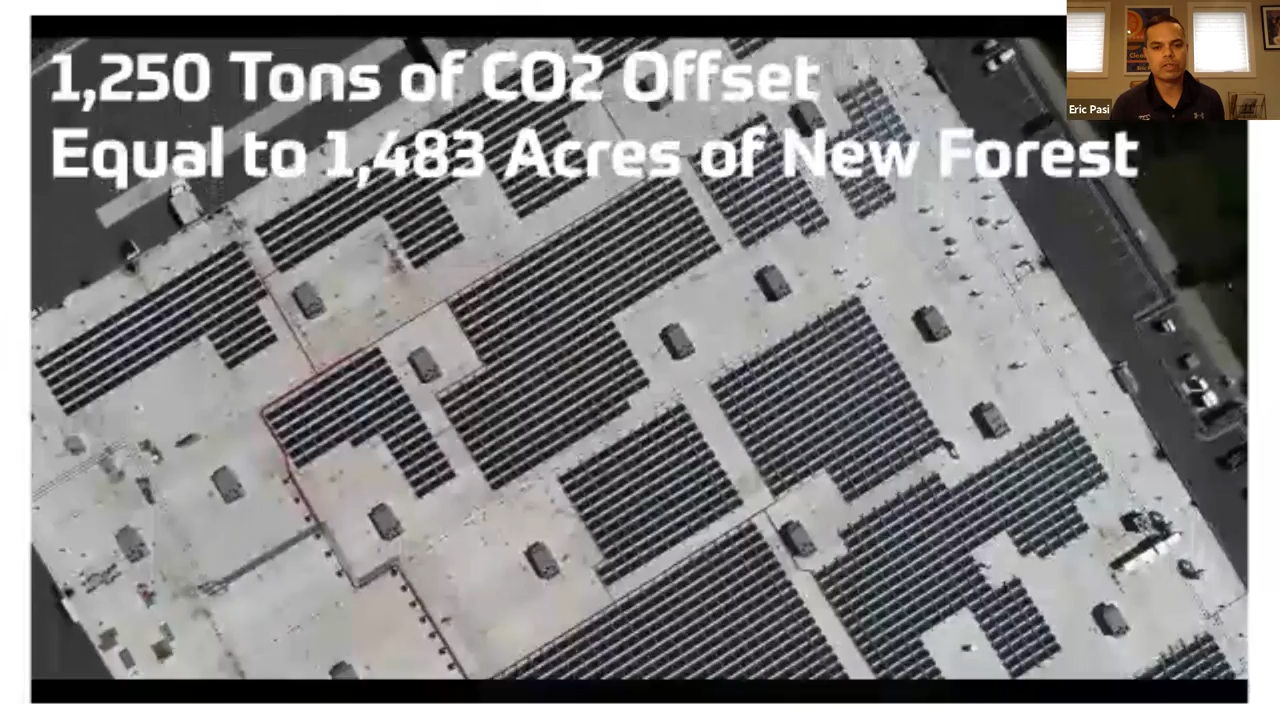 1,250 Tons of CO2 Offset
Equal to 1,483 Acres of New Forest
Eric Pasi